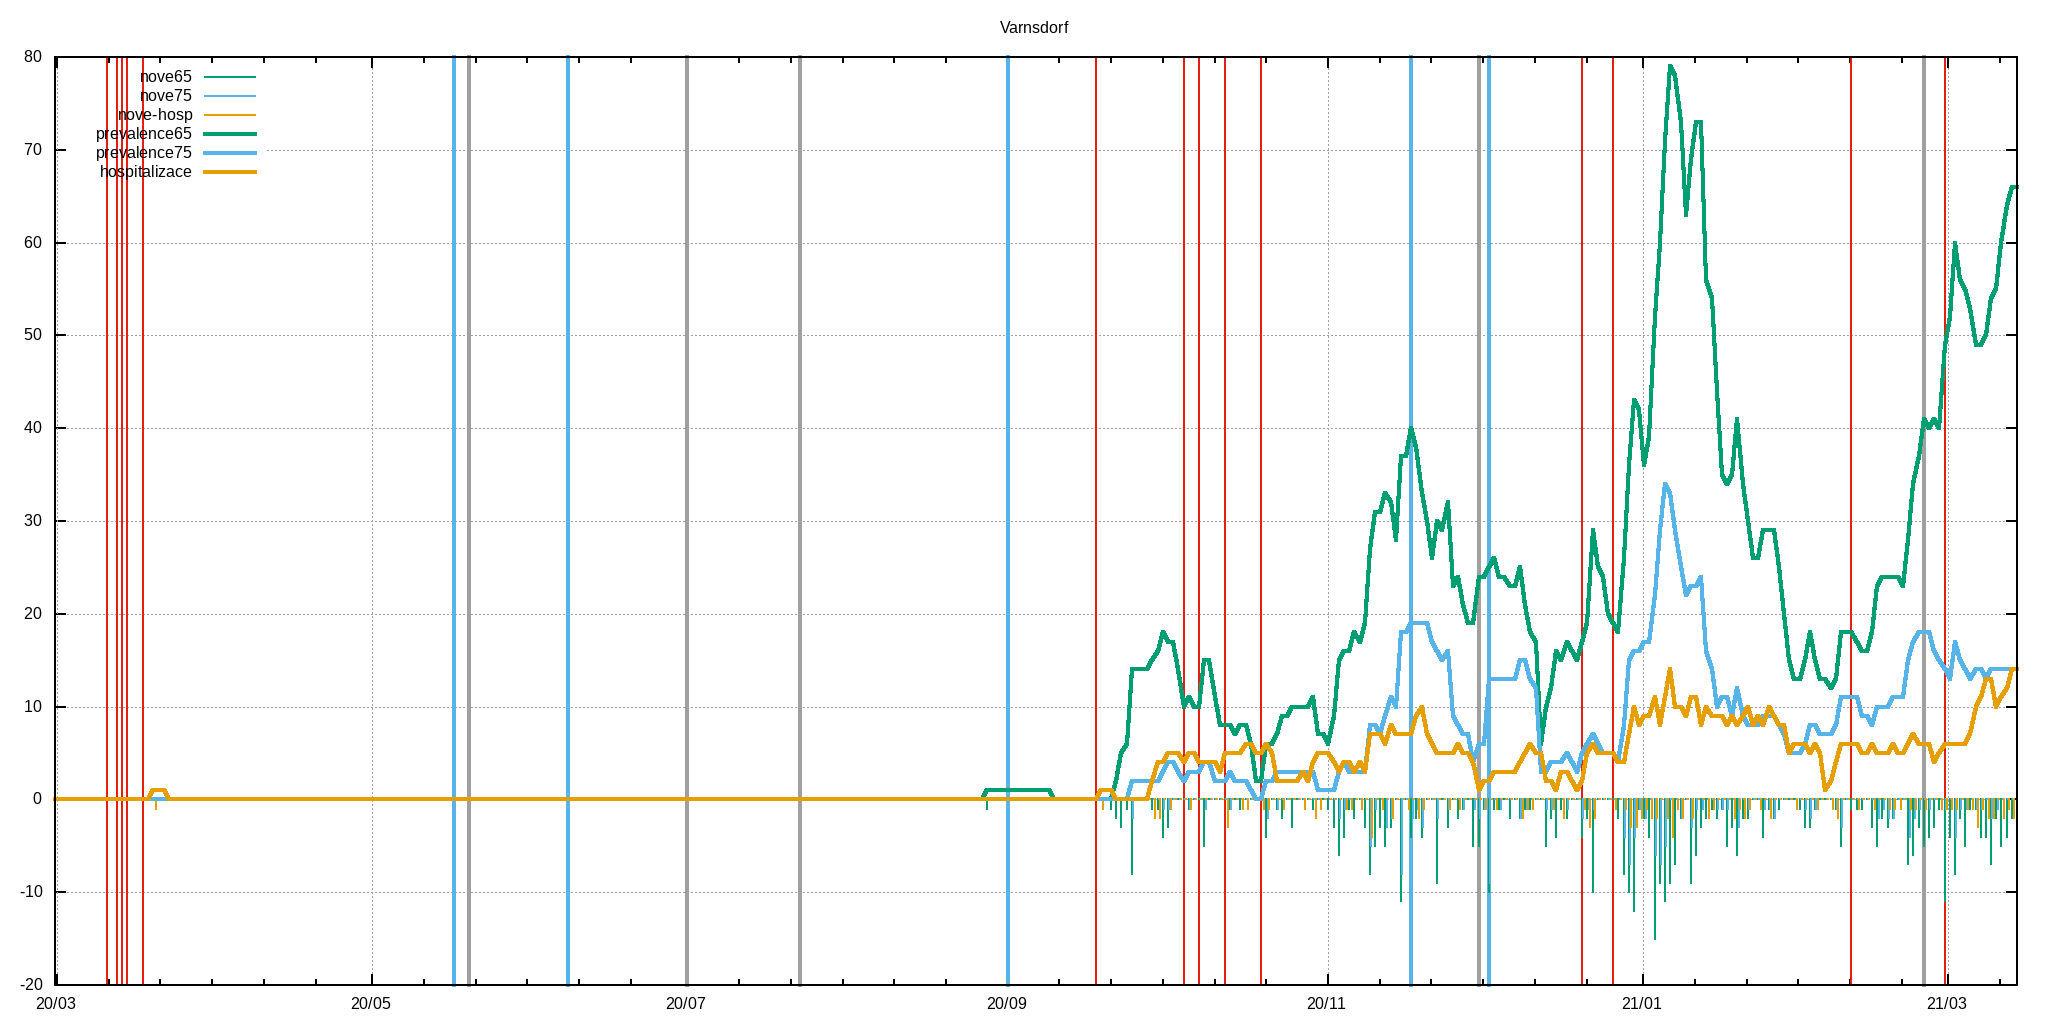 Varnsdorf
80
70
60
50
40
30
20
10
0
-10
-20
nove65
nove75
nove-hosp
prevalence65
prevalence75
hospitalizace
20/03 20/05 20/07 20/09 20/11 21/01 21/03